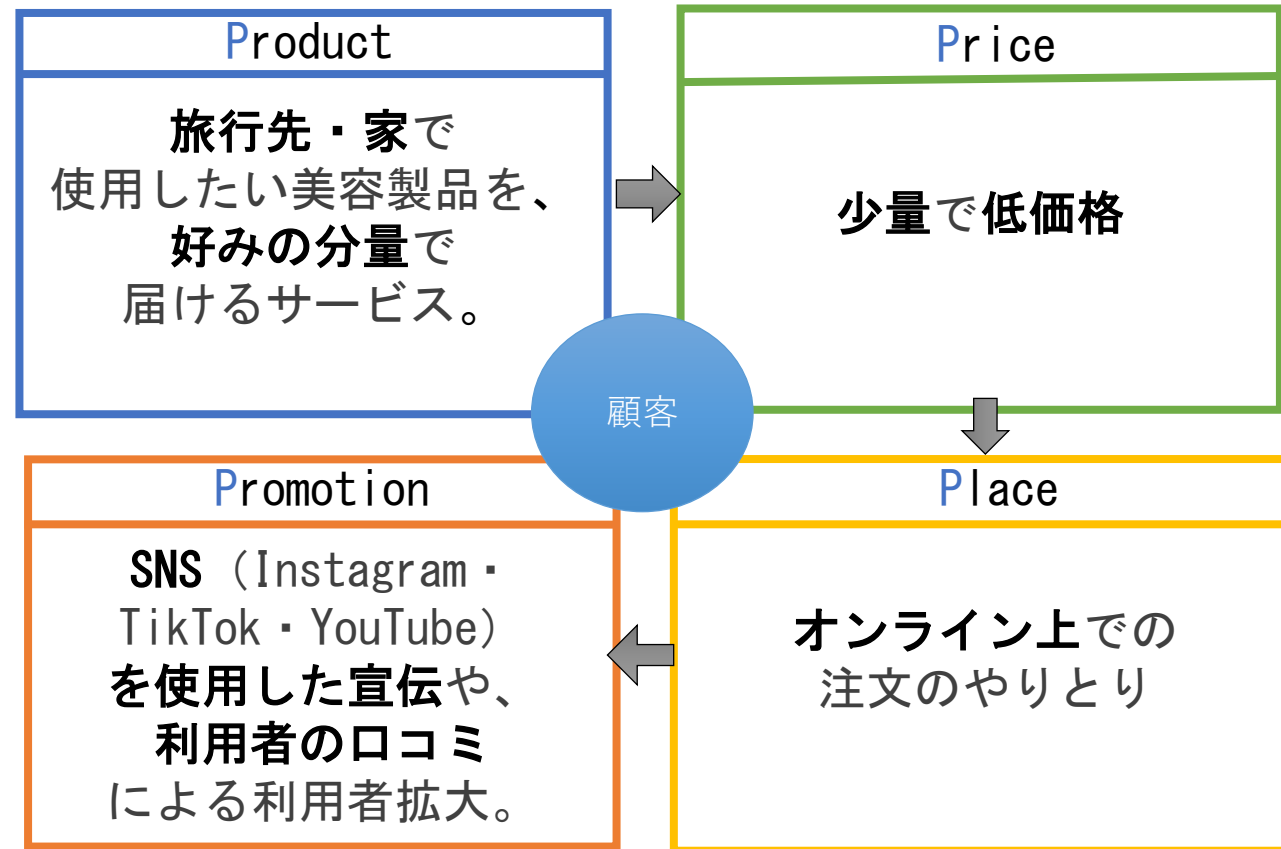 Product
旅行先・家で
使用したい美容製品を、
好みの分量で
届けるサービス。
Price
少量で低価格
顧客
Promotion
SNS（Instagram・
TikTok・YouTube）
を使用した宣伝や、
利用者の口コミ
による利用者拡大。
Place
オンライン上での
注文のやりとり